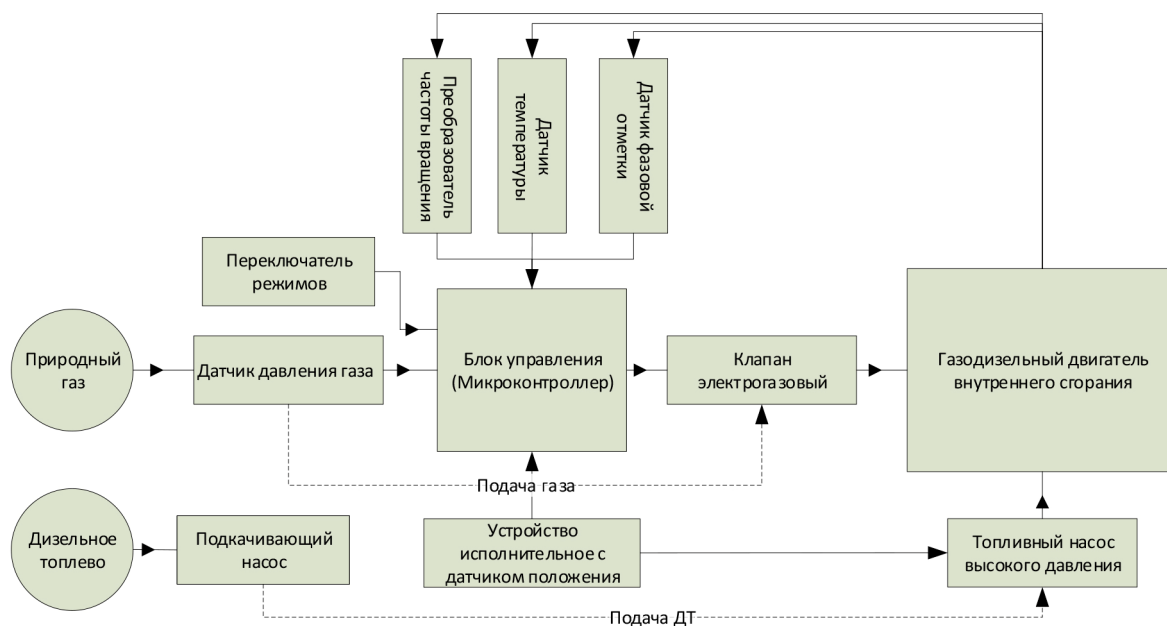 Преобразователь
частоты вращения
Датчик
температуры
Датчик фазовой
отметки
Переключатель
режимов
Природный
газ
Датчик давления газа
Блок управления
(Микроконтроллер)
Клапан
электрогазовый
Газодизельный двигатель
внутреннего сгорания
Подача газа
Дизельное
топлево
Подкачивающий
насос
Устройство
исполнительное с
датчиком положения
Топливный насос
высокого давления
Подача ДТ